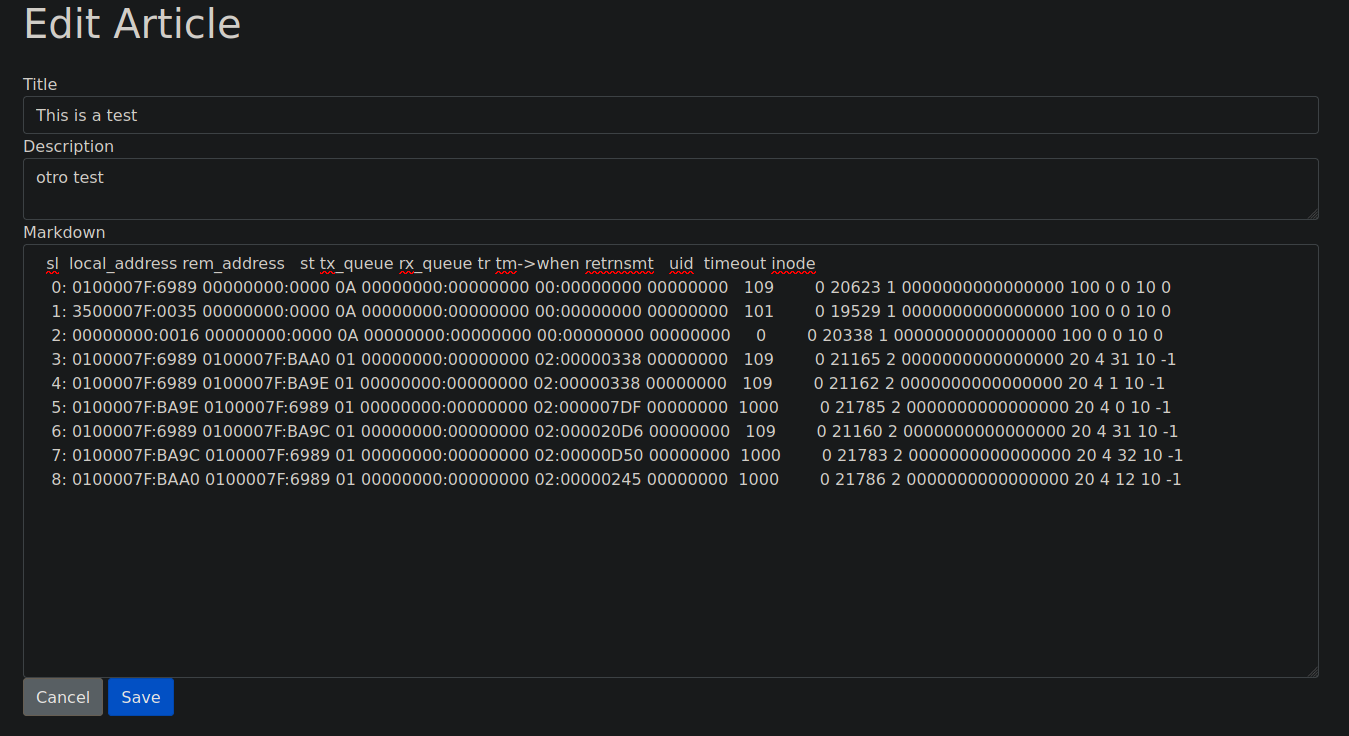 Edit Article
Title
This is a test
Description
otro test
Markdown
sl  local_address rem_address   st tx_queue rx_queue tr tm->when retrnsmt   uid  timeout inode
0: 0100007F:6989 00000000:0000 0A 00000000:00000000 00:00000000 00000000   109        0 20623 1 0000000000000000 100 0 0 10 0
1: 3500007F:0035 00000000:0000 0A 00000000:00000000 00:00000000 00000000   101        0 19529 1 0000000000000000 100 0 0 10 0
2: 00000000:0016 00000000:0000 0A 00000000:00000000 00:00000000 00000000     0        0 20338 1 0000000000000000 100 0 0 10 0
3: 0100007F:6989 0100007F:BAA0 01 00000000:00000000 02:00000338 00000000   109        0 21165 2 0000000000000000 20 4 31 10 -1
4: 0100007F:6989 0100007F:BA9E 01 00000000:00000000 02:00000338 00000000   109        0 21162 2 0000000000000000 20 4 1 10 -1
5: 0100007F:BA9E 0100007F:6989 01 00000000:00000000 02:000007DF 00000000  1000        0 21785 2 0000000000000000 20 4 0 10 -1
6: 0100007F:6989 0100007F:BA9C 01 00000000:00000000 02:000020D6 00000000   109        0 21160 2 0000000000000000 20 4 31 10 -1
7: 0100007F:BA9C 0100007F:6989 01 00000000:00000000 02:00000D50 00000000  1000        0 21783 2 0000000000000000 20 4 32 10 -1
8: 0100007F:BAA0 0100007F:6989 01 00000000:00000000 02:00000245 00000000  1000        0 21786 2 0000000000000000 20 4 12 10 -1
Cancel Save